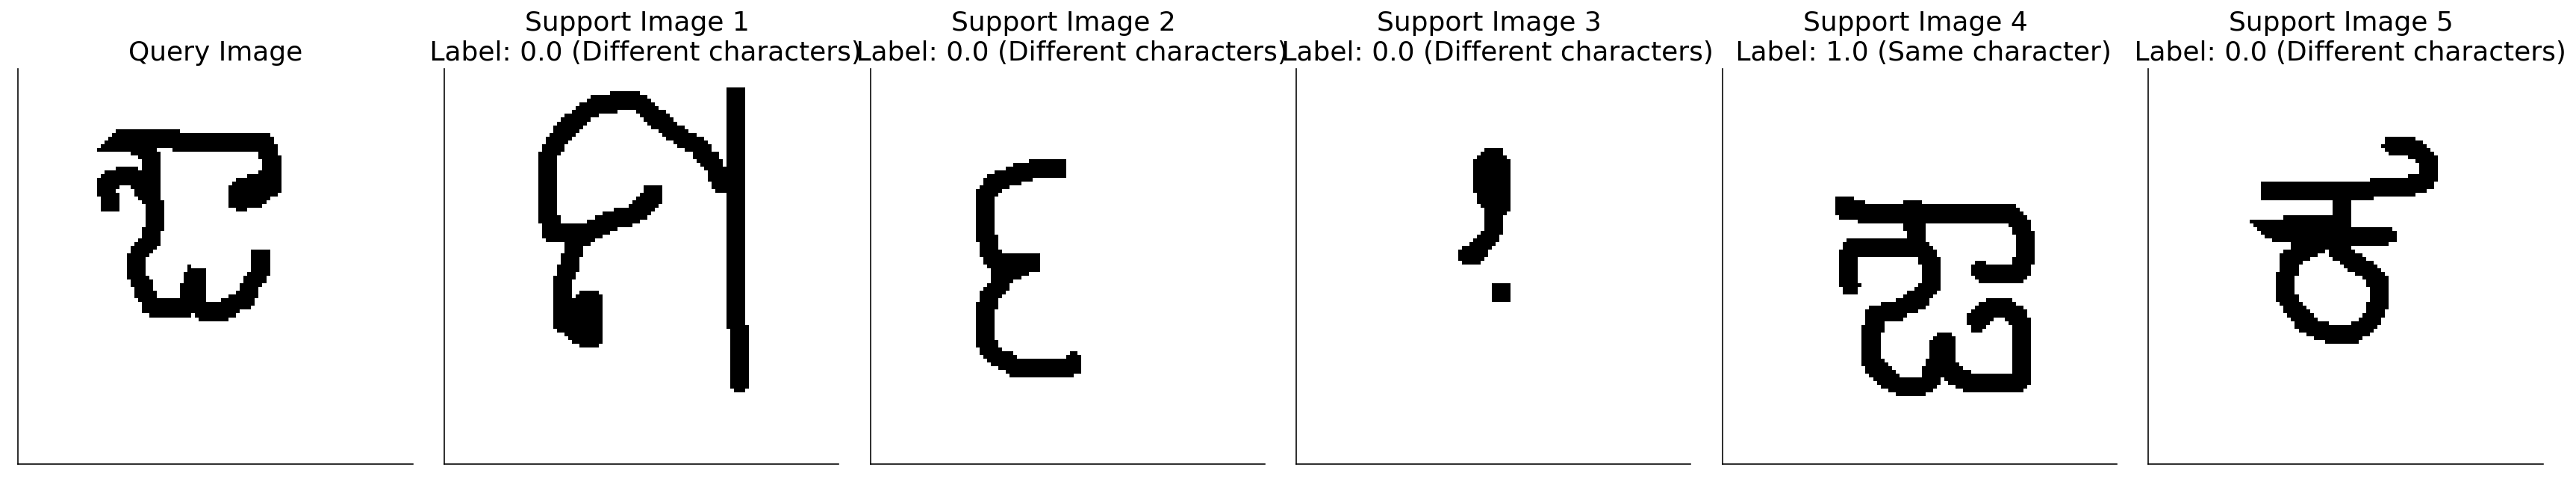 Query Image
Support Image 1
Label: 0.0 (Different characters)
Support Image 2
Label: 0.0 (Different characters)
Support Image 3
Label: 0.0 (Different characters)
Support Image 4
Label: 1.0 (Same character)
Support Image 5
Label: 0.0 (Different characters)